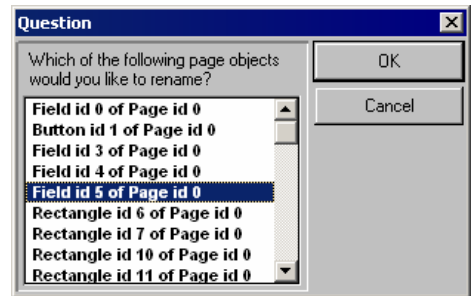 Question
Which of the following page objects
would you like to rename?
OK
Cancel
Field id 0 of Page id 0
Button id 1 of Page id 0
Field id 3 of Page id 0
Field id 4 of Page id 0
Field id 5 of Page id 0
Rectangle id 6 of Page id 0
Rectangle id 7 of Page id 0
Rectangle id 10 of Page id 0
Rectangle id 11 of Page id 0